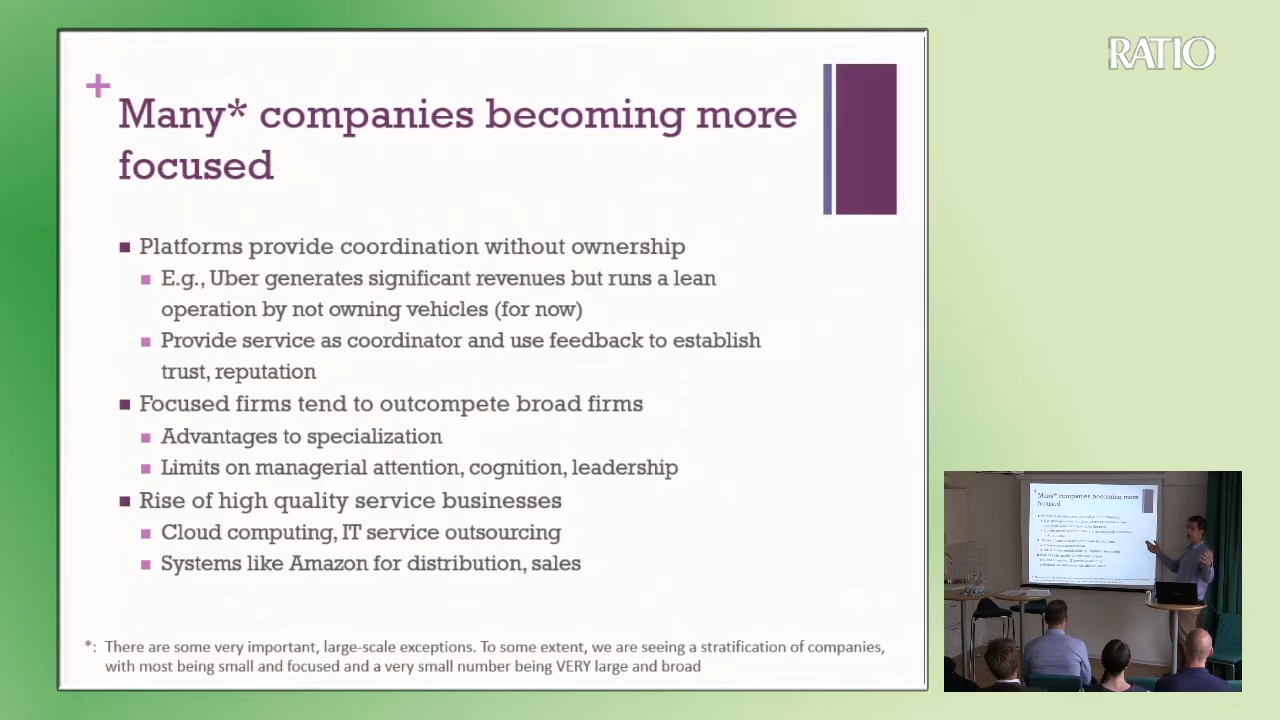 RATIO
+
Many* companies becoming more
focused
Platforms provide coordination without ownership
E.g., Uber generates significant revenues but runs a lean
operation by not owning vehicles (for now)
Provide service as coordinator and use feedback to establish
trust, reputation
Focused firms tend to outcompete broad firms
Advantages to specialization
Limits on managerial attention, cognition, leadership
Rise of high quality service businesses
Cloud computing, IT service outsourcing
Systems like Amazon for distribution, sales
*: There are some very important, large-scale exceptions. To some extent, we are seeing a stratification of companies,
with most being small and focused and a very small number being VERY large and broad
Many* companies becoming more
focused